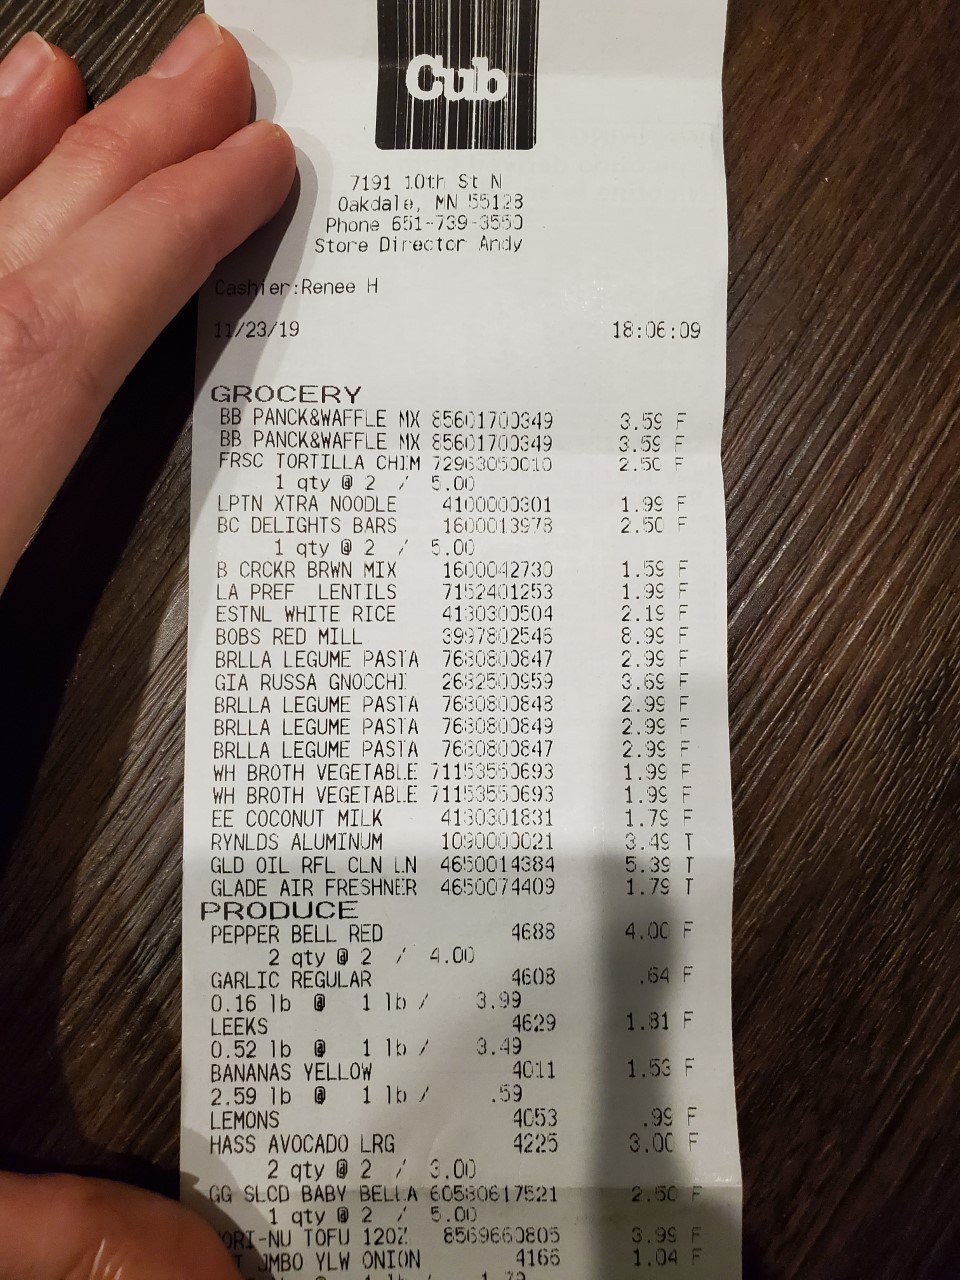 Cub
7191 10th St N
Oakdale, MN 55128
Phone 651-739-3550
Store Director Andy
Cashier:Renee H
11/23/19 18:06:09
GROCERY
BB PANCK&WAFFLE MX 85601700349 3.59 F
BB PANCK&WAFFLE MX 85601700349 3.59 F
FRSC TORTILLA CHIM 72963050010 2.50 F
1 qty @ 2 / 5.00
LPTN XTRA NOODLE 4100000301 1.99 F
BC DELIGHTS BARS 1600013978 2.50 F
1 qty @ 2 / 5.00
B CRCKR BRWN MIX 1600042730 1.59 F
LA PREF LENTILS 7152401253 1.99 F
ESTNL WHITE RICE 4130300504 2.19 F
BOBS RED MILL 3997802546 8.99 F
BRLLA LEGUME PASTA 7680800847 2.99 F
GIA RUSSA GNOCCHI 2682500959 3.69 F
BRLLA LEGUME PASTA 7680800848 2.99 F
BRLLA LEGUME PASTA 7680800849 2.99 F
BRLLA LEGUME PASTA 7680800847 2.99 F
WH BROTH VEGETABLE 71153550693 1.99 F
WH BROTH VEGETABLE 71153550693 1.99 F
EE COCONUT MILK 4130301831 1.79 F
RYNLDS ALUMINUM 1090000021 3.49 T
GLD OIL RFL CLN LN 4650014384 5.39 T
GLADE AIR FRESHNER 4650074409 1.79 T
PRODUCE
PEPPER BELL RED 4688 4.00 F
2 qty @ 2 / 4.00
GARLIC REGULAR 4608 .64 F
0.16 lb @ 1 lb / 3.99
LEEKS 4629 1.81 F
0.52 lb @ 1 lb / 3.49
BANANAS YELLOW 4011 1.53 F
2.59 lb @ 1 lb / .59
LEMONS 4053 .99 F
HASS AVOCADO LRG 4225 3.00 F
2 qty @ 2 / 3.00
GG SLCD BABY BELLA 60580617521 2.50 F
1 qty @ 2 / 5.00
ORI-NU TOFU 12OZ 8569660805 3.99 F
JMBO YLW ONION 4166 1.04 F